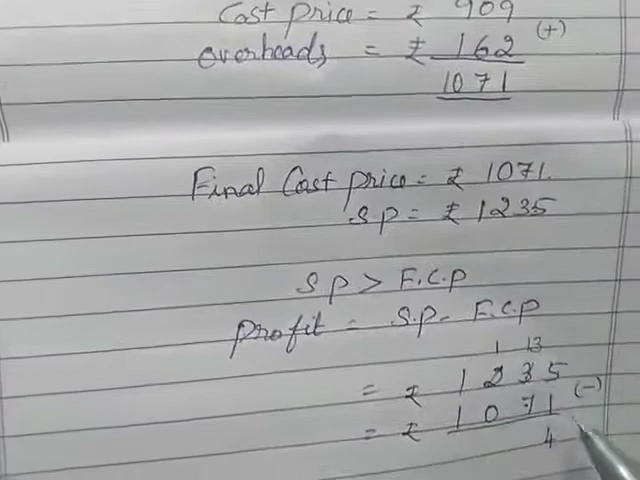 Cost price = ₹ 909
overheads = ₹ 162 (+)
1071
Final Cost price = ₹ 1071.
S.P = ₹ 1235
S P > F.C.P
Profit = S.P - F.C.P
1 13
= ₹ 1 2 3 5
= ₹ 1 0 7 1 (-)
4